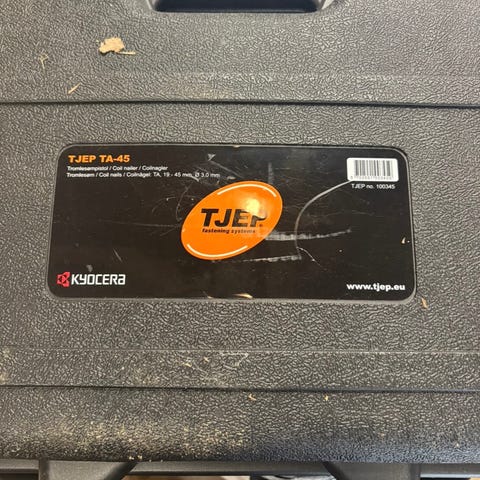 TJEP TA-45
Tromlesømpistol / Coil nailer / Coilnagler
Tromlesøm / Coil nails / Coilnägel: TA, 19 - 45 mm, Ø 3,0 mm
TJEP no. 100345
TJEP
fastening systems
KYOCERA
www.tjep.eu